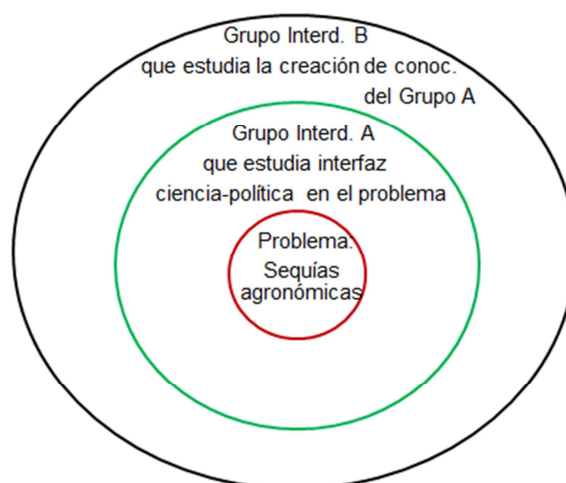 Grupo Interd. B
que estudia la creación de conoc.
del Grupo A
Grupo Interd. A
que estudia interfaz
ciencia-política en el problema
Problema.
Sequías
agronómicas